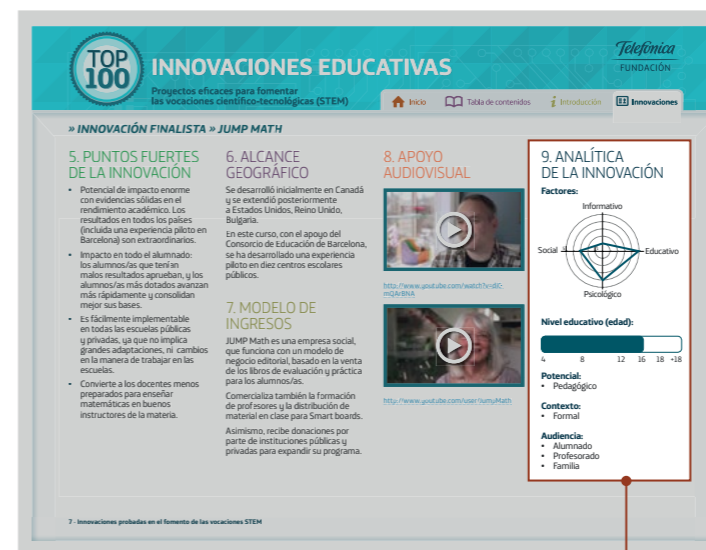 TOP
100
INNOVACIONES EDUCATIVAS
Proyectos eficaces para fomentar
las vocaciones científico-tecnológicas (STEM)
Telefónica
FUNDACIÓN
Inicio
Tabla de contenidos
Introducción
Innovaciones
» INNOVACIÓN FINALISTA » JUMP MATH
5. PUNTOS FUERTES
DE LA INNOVACIÓN
• Potencial de impacto enorme
con evidencias sólidas en el
rendimiento académico. Los
resultados en todos los países
(incluida una experiencia piloto en
Barcelona) son extraordinarios.
• Impacto en todo el alumnado:
los alumnos/as que tenían
malos resultados aprueban, y los
alumnos/as más dotados avanzan
más rápidamente y consolidan
mejor sus bases.
• Es fácilmente implementable
en todas las escuelas públicas
y privadas, ya que no implica
grandes adaptaciones, ni cambios
en la manera de trabajar en las
escuelas.
• Convierte a los docentes menos
preparados para enseñar
matemáticas en buenos
instructores de la materia.
6. ALCANCE
GEOGRÁFICO
Se desarrolló inicialmente en Canadá
y se extendió posteriormente
a Estados Unidos, Reino Unido,
Bulgaria.
En este curso, con el apoyo del
Consorcio de Educación de Barcelona,
se ha desarrollado una experiencia
piloto en diez centros escolares
públicos.
7. MODELO DE
INGRESOS
JUMP Math es una empresa social,
que funciona con un modelo de
negocio editorial, basado en la venta
de los libros de evaluación y práctica
para los alumnos/as.
Comercializa también la formación
de profesores y la distribución de
material en clase para Smart boards.
Asimismo, recibe donaciones por
parte de instituciones públicas y
privadas para expandir su programa.
8. APOYO
AUDIOVISUAL
http://www.youtube.com/watch?v=dlC-
mQArBNA
http://www.youtube.com/user/JumpMath
9. ANALÍTICA
DE LA INNOVACIÓN
Factores:
Informativo
Social
Educativo
Psicológico
Nivel educativo (edad):
4 8 12 16 18 +18
Potencial:
• Pedagógico
Contexto:
• Formal
Audiencia:
• Alumnado
• Profesorado
• Familia
7 - Innovaciones probadas en el fomento de las vocaciones STEM